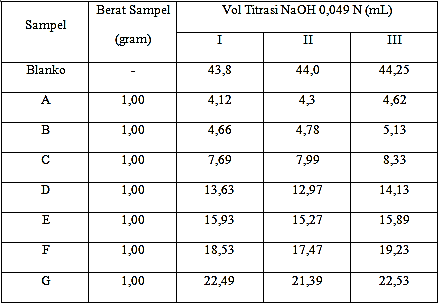 Sampel Berat Sampel (gram) Vol Titrasi NaOH 0,049 N (mL)
I II III
Blanko - 43,8 44,0 44,25
A 1,00 4,12 4,3 4,62
B 1,00 4,66 4,78 5,13
C 1,00 7,69 7,99 8,33
D 1,00 13,63 12,97 14,13
E 1,00 15,93 15,27 15,89
F 1,00 18,53 17,47 19,23
G 1,00 22,49 21,39 22,53